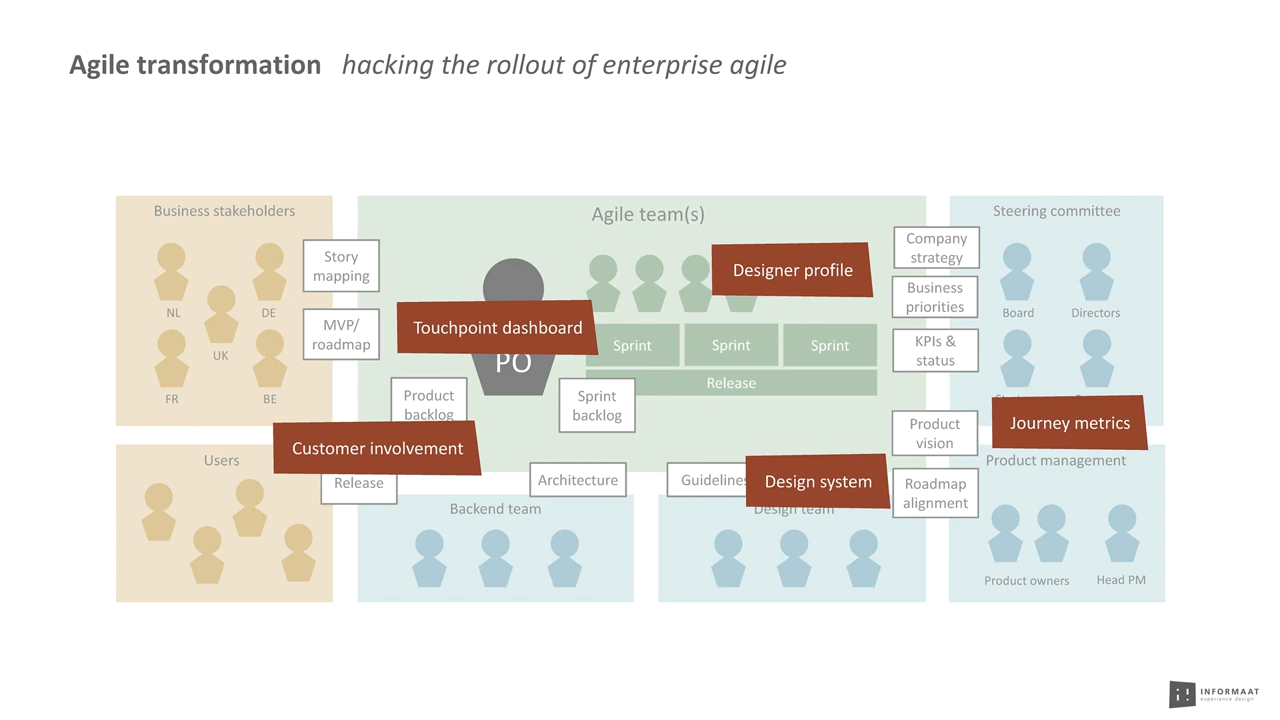 Agile transformation hacking the rollout of enterprise agile
Business stakeholders
NL
DE
UK
FR
BE
Story
mapping
MVP/
roadmap
Agile team(s)
Designer profile
Touchpoint dashboard
PO
Sprint
Sprint
Sprint
Release
Product
backlog
Sprint
backlog
Company
strategy
Business
priorities
KPIs &
status
Product
vision
Roadmap
alignment
Steering committee
Board
Directors
Journey metrics
Customer involvement
Users
Release
Architecture
Guidelines
Design system
Backend team
Design team
Product management
Product owners
Head PM
INFORMAAT
experience design